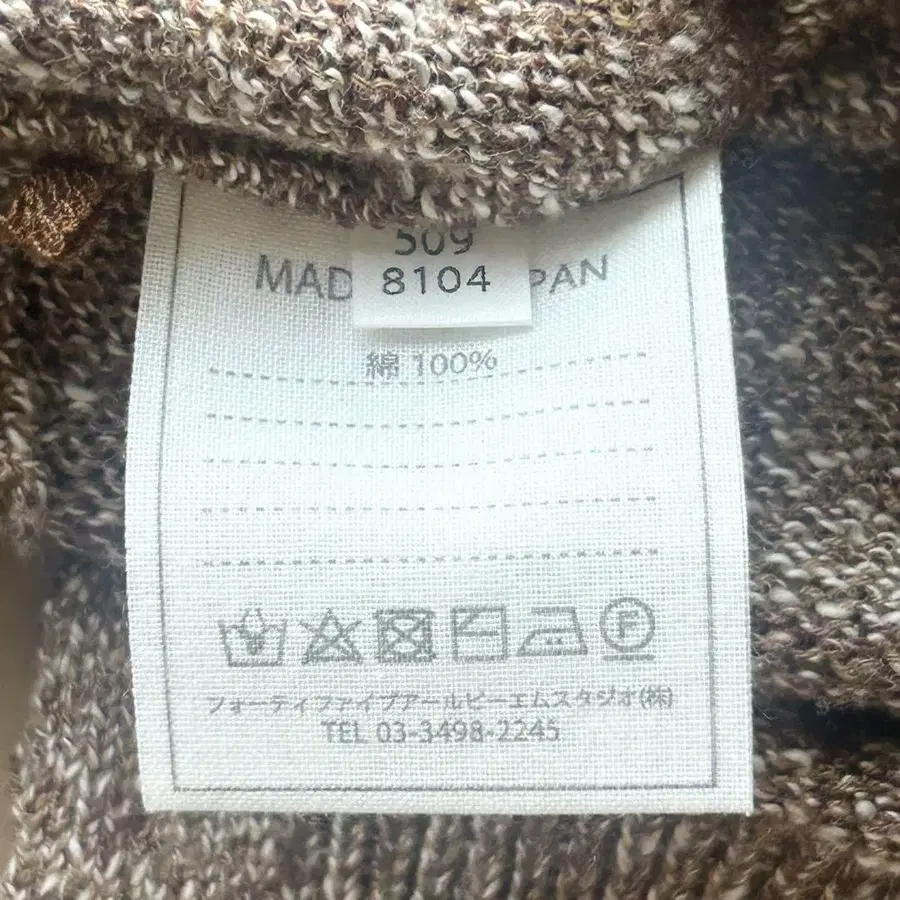 509
8104
MAD PAN
綿 100%
F
フォーティファイブアールピーエムスタジオ(株)
TEL 03-3498-2245